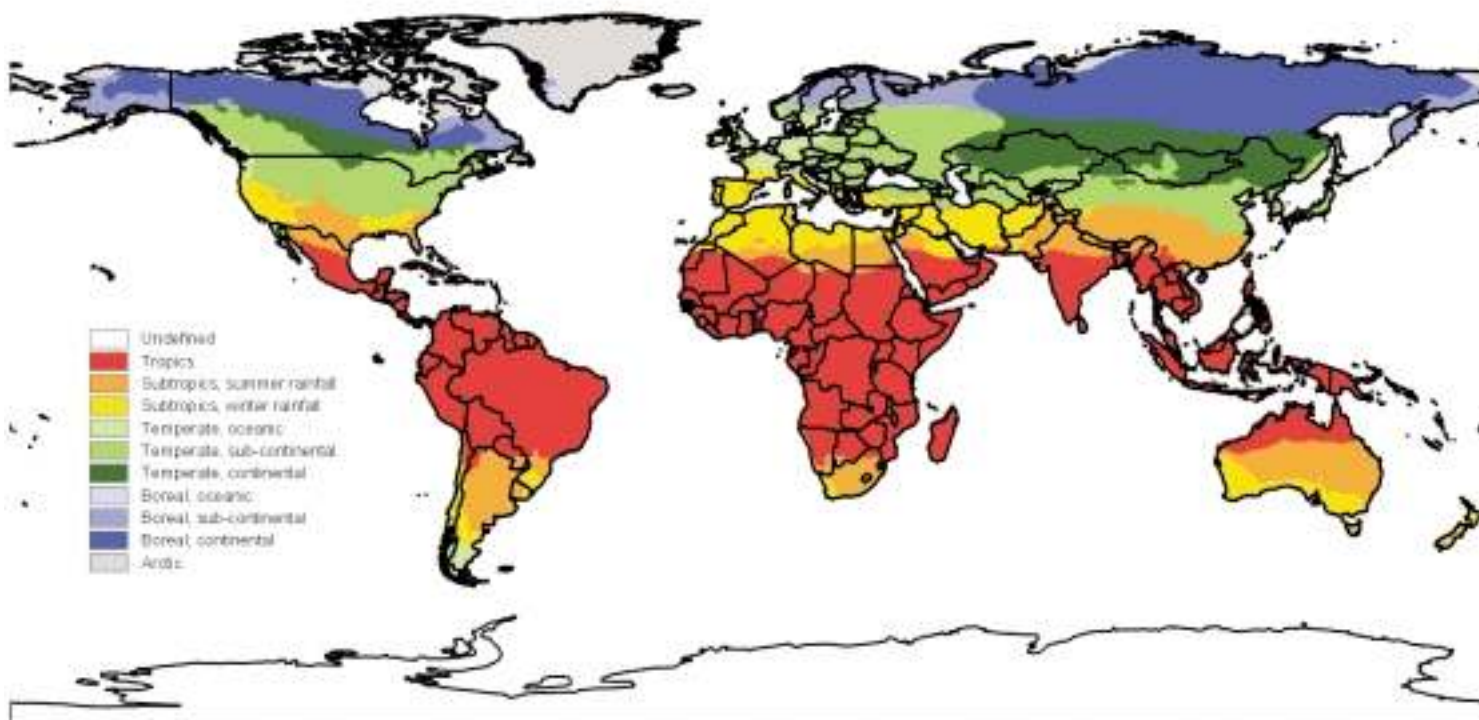 Undefined
Tropics
Subtropics, summer rainfall
Subtropics, winter rainfall
Temperate, oceanic
Temperate, sub-continental
Temperate, continental
Boreal, oceanic
Boreal, sub-continental
Boreal, continental
Arctic